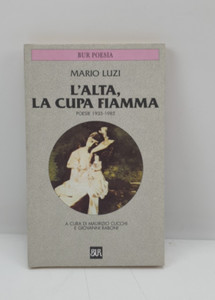 BUR POESIA
MARIO LUZI
L'ALTA,
LA CUPA FIAMMA
POESIE 1935-1985
A CURA DI MAURIZIO CUCCHI
E GIOVANNI RABONI
BUR